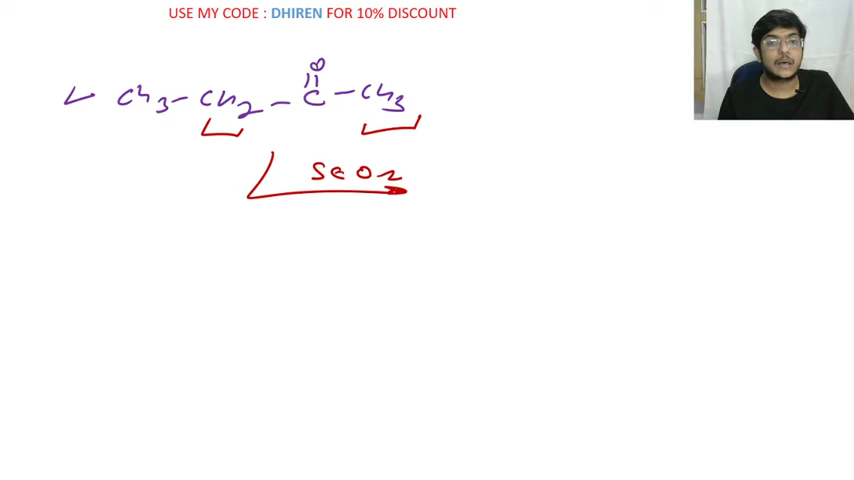 USE MY CODE : DHIREN FOR 10% DISCOUNT
O
CH3 - CH2 - C - CH3
SeO2